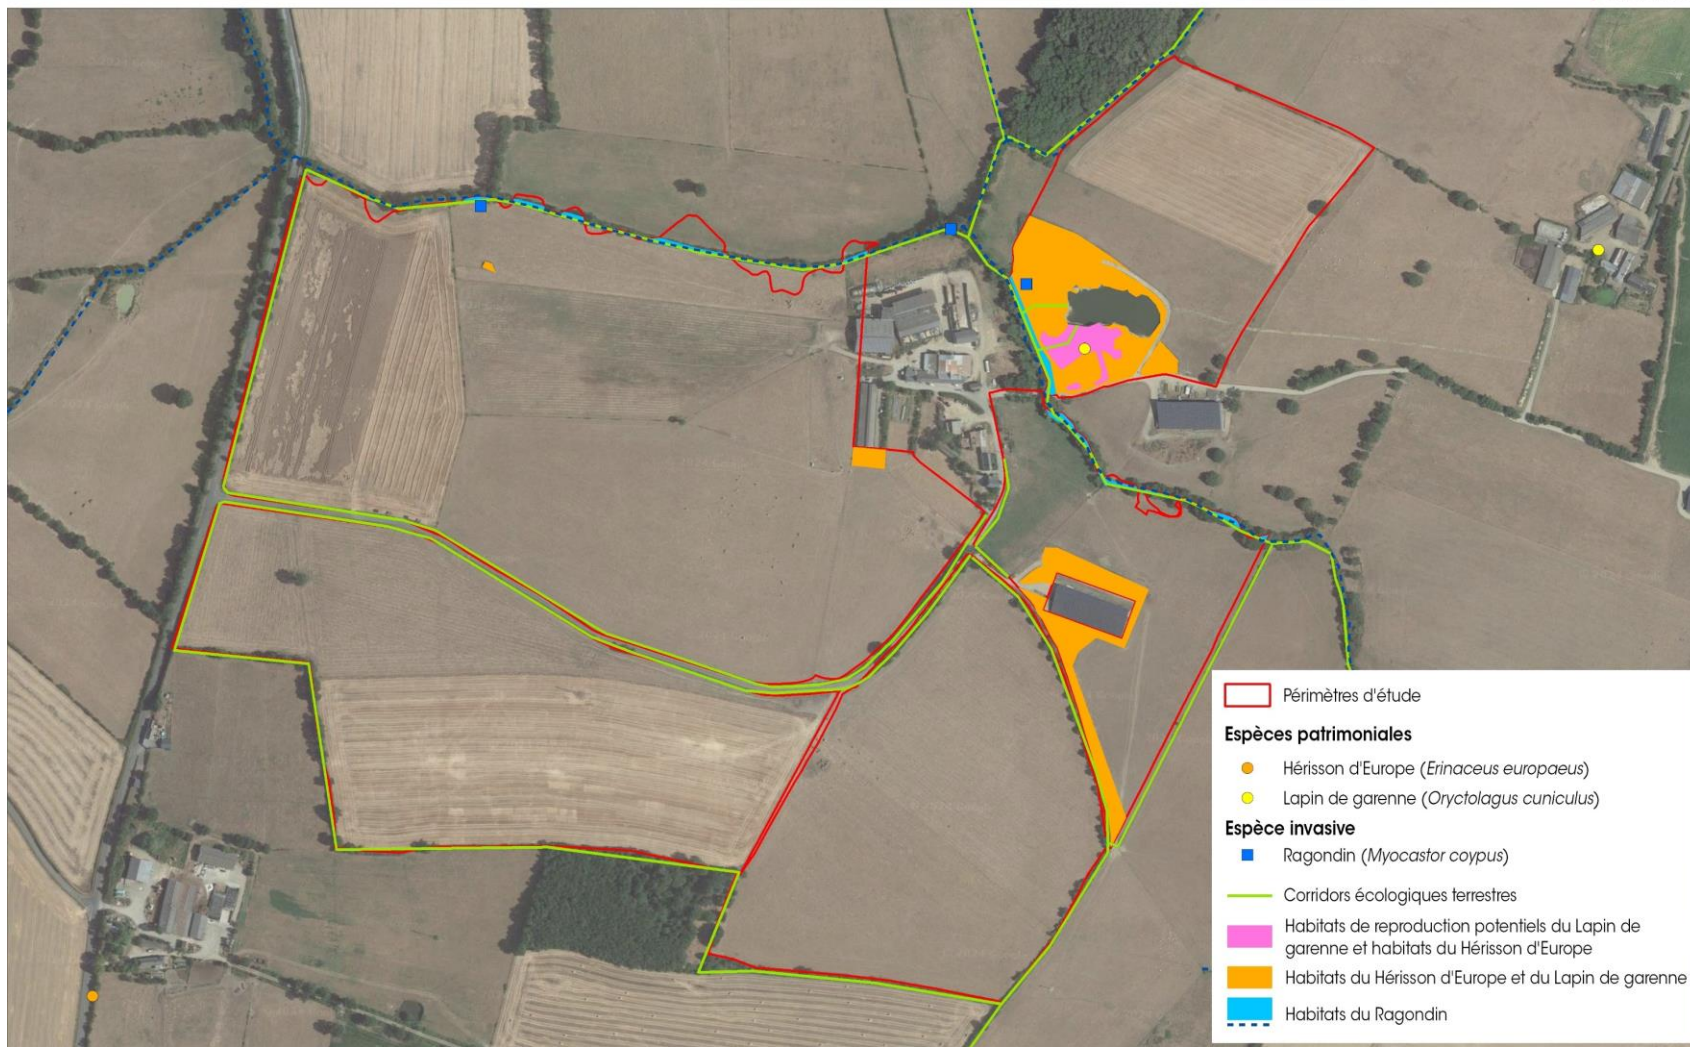 Périmètres d'étude
Espèces patrimoniales
Hérisson d'Europe (Erinaceus europaeus)
Lapin de garenne (Oryctolagus cuniculus)
Espèce invasive
Ragondin (Myocastor coypus)
Corridors écologiques terrestres
Habitats de reproduction potentiels du Lapin de
garenne et habitats du Hérisson d'Europe
Habitats du Hérisson d'Europe et du Lapin de garenne
Habitats du Ragondin